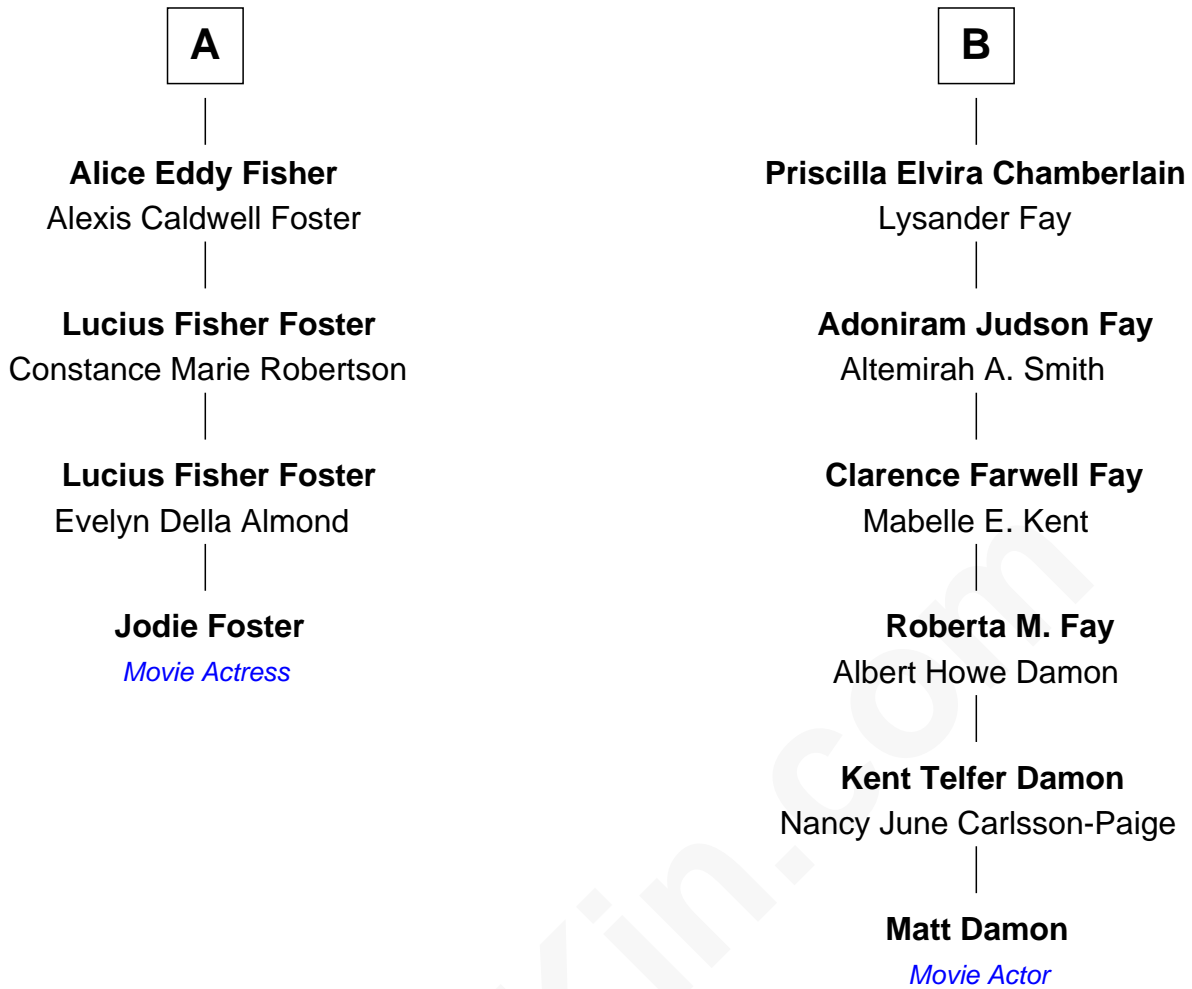 A
Alice Eddy Fisher
Alexis Caldwell Foster
Lucius Fisher Foster
Constance Marie Robertson
Lucius Fisher Foster
Evelyn Della Almond
Jodie Foster
Movie Actress
B
Priscilla Elvira Chamberlain
Lysander Fay
Adoniram Judson Fay
Altemirah A. Smith
Clarence Farwell Fay
Mabelle E. Kent
Roberta M. Fay
Albert Howe Damon
Kent Telfer Damon
Nancy June Carlsson-Paige
Matt Damon
Movie Actor
Kin.com